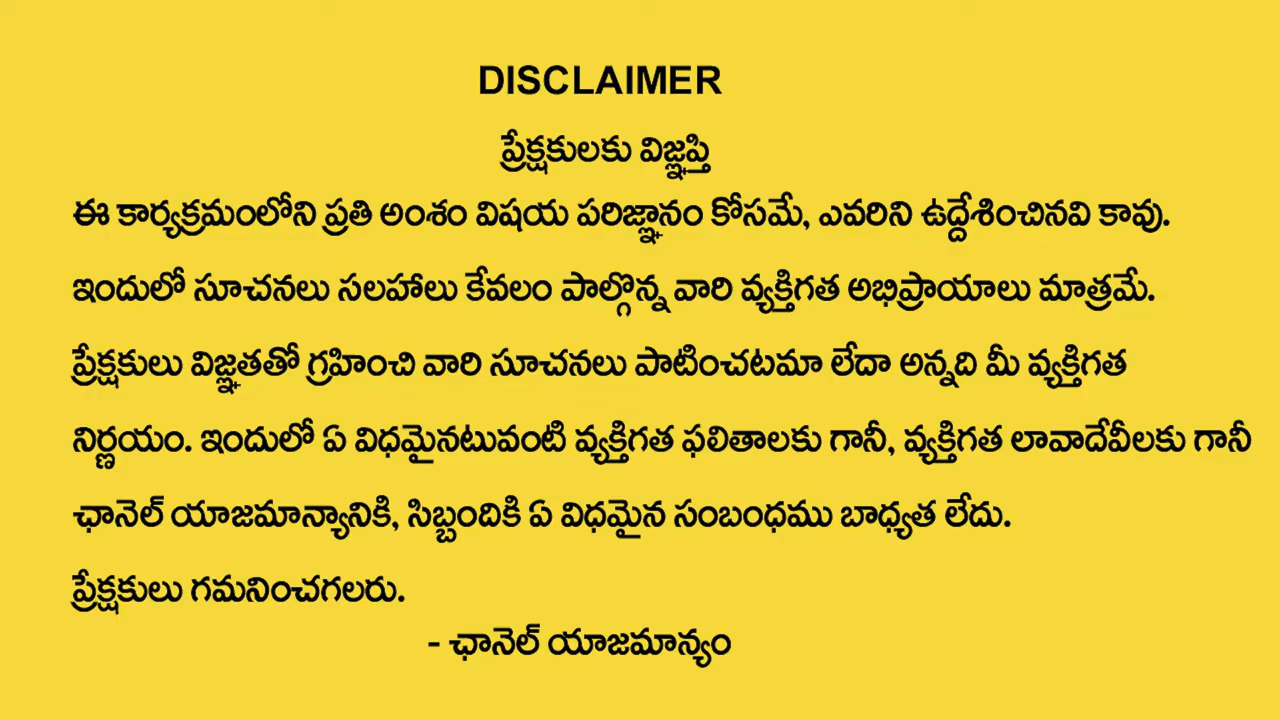 DISCLAIMER
ప్రేక్షకులకు విజ్ఞప్తి
ఈ కార్యక్రమంలోని ప్రతి అంశం విషయ పరిజ్ఞానం కోసమే, ఎవరిని ఉద్దేశించినవి కావు.
ఇందులో సూచనలు సలహాలు కేవలం పాల్గొన్న వారి వ్యక్తిగత అభిప్రాయాలు మాత్రమే.
ప్రేక్షకులు విజ్ఞతతో గ్రహించి వారి సూచనలు పాటించటమా లేదా అన్నది మీ వ్యక్తిగత
నిర్ణయం. ఇందులో ఏ విధమైనటువంటి వ్యక్తిగత ఫలితాలకు గానీ, వ్యక్తిగత లావాదేవీలకు గానీ
ఛానెల్ యాజమాన్యానికి, సిబ్బందికి ఏ విధమైన సంబంధము బాధ్యత లేదు.
ప్రేక్షకులు గమనించగలరు.
- ఛానెల్ యాజమాన్యం